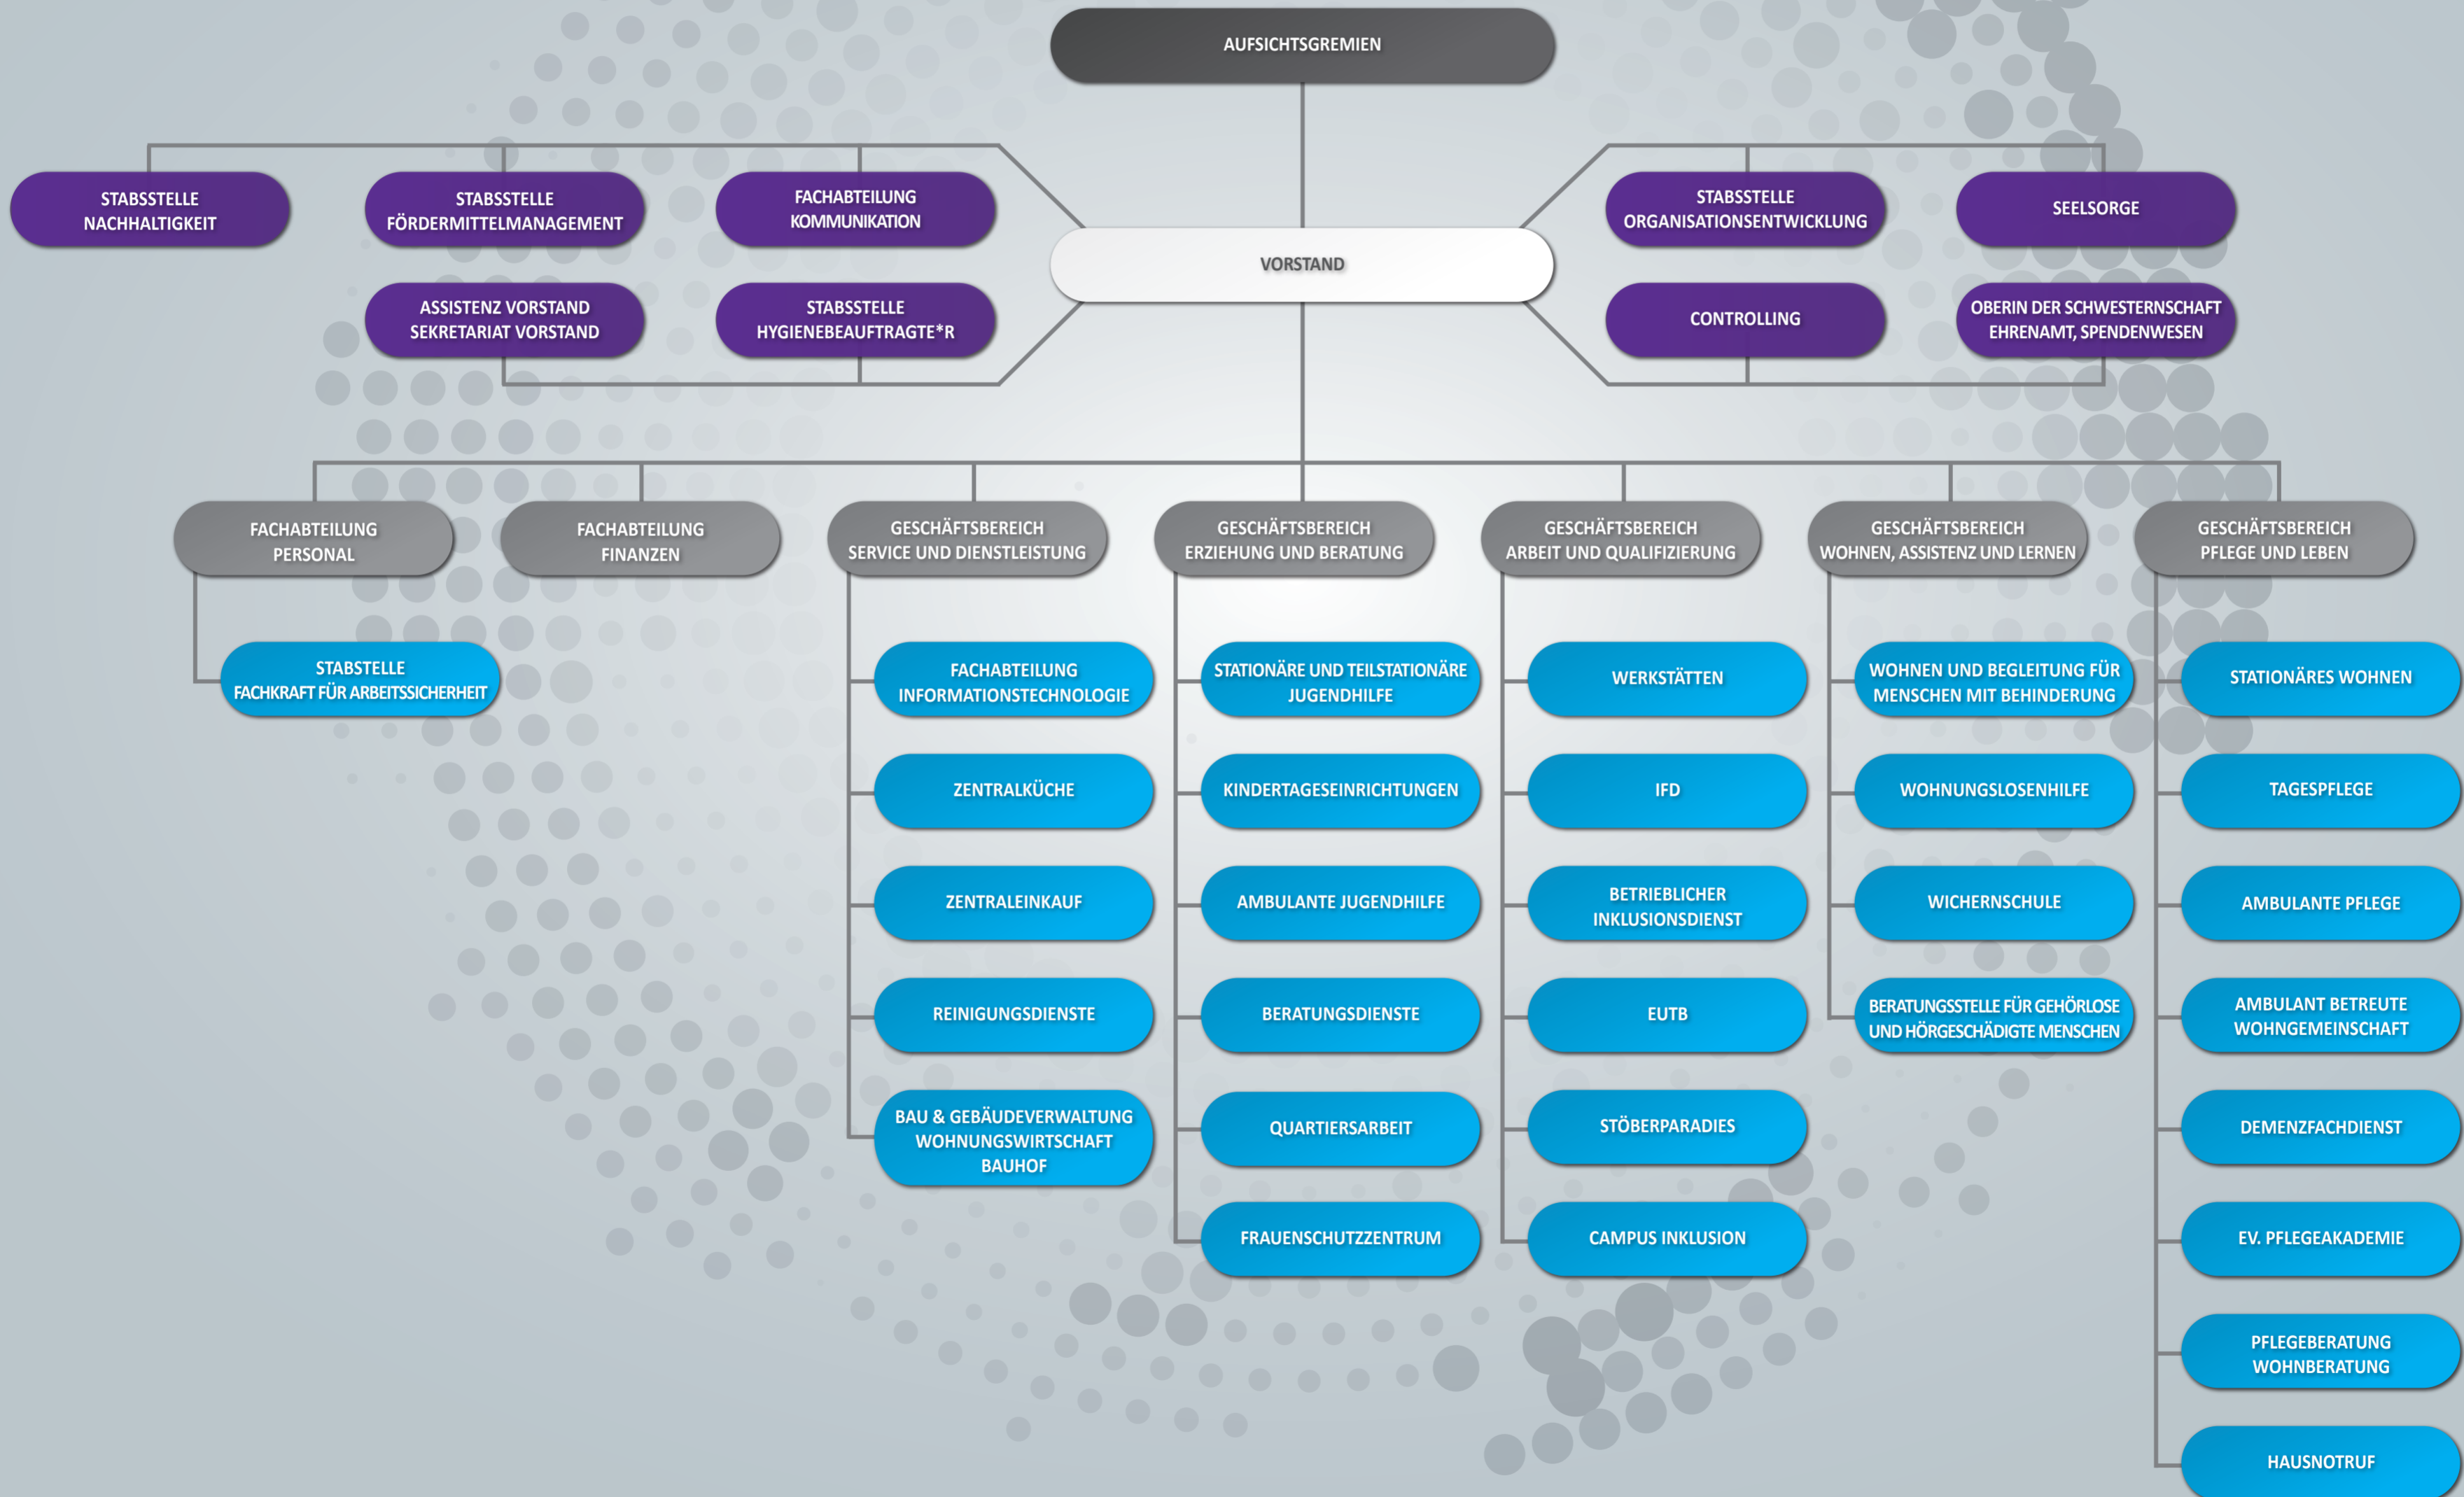 AUFSICHTSGREMIEN
STABSSTELLE
NACHHALTIGKEIT
STABSSTELLE
FÖRDERMITTELMANAGEMENT
FACHABTEILUNG
KOMMUNIKATION
STABSSTELLE
ORGANISATIONSENTWICKLUNG
SEELSORGE
VORSTAND
ASSISTENZ VORSTAND
SEKRETARIAT VORSTAND
STABSSTELLE
HYGIENEBEAUFTRAGTE*R
CONTROLLING
OBERIN DER SCHWESTERNSCHAFT
EHRENAMT, SPENDENWESEN
FACHABTEILUNG
PERSONAL
FACHABTEILUNG
FINANZEN
GESCHÄFTSBEREICH
SERVICE UND DIENSTLEISTUNG
GESCHÄFTSBEREICH
ERZIEHUNG UND BERATUNG
GESCHÄFTSBEREICH
ARBEIT UND QUALIFIZIERUNG
GESCHÄFTSBEREICH
WOHNEN, ASSISTENZ UND LERNEN
GESCHÄFTSBEREICH
PFLEGE UND LEBEN
STABSTELLE
FACHKRAFT FÜR ARBEITSSICHERHEIT
FACHABTEILUNG
INFORMATIONSTECHNOLOGIE
ZENTRALKÜCHE
ZENTRALEINKAUF
REINIGUNGSDIENSTE
BAU & GEBÄUDEVERWALTUNG
WOHNUNGSWIRTSCHAFT
BAUHOF
STATIONÄRE UND TEILSTATIONÄRE
JUGENDHILFE
KINDERTAGESEINRICHTUNGEN
AMBULANTE JUGENDHILFE
BERATUNGSDIENSTE
QUARTIERSARBEIT
FRAUENSCHUTZZENTRUM
WERKSTÄTTEN
IFD
BETRIEBLICHER
INKLUSIONSDIENST
EUTB
STÖBERPARADIES
CAMPUS INKLUSION
WOHNEN UND BEGLEITUNG FÜR
MENSCHEN MIT BEHINDERUNG
WOHNUNGSLOSENHILFE
WICHERNSCHULE
BERATUNGSSTELLE FÜR GEHÖRLOSE
UND HÖRGESCHÄDIGTE MENSCHEN
STATIONÄRES WOHNEN
TAGESPFLEGE
AMBULANTE PFLEGE
AMBULANT BETREUTE
WOHNGEMEINSCHAFT
DEMENZFACHDIENST
EV. PFLEGEAKADEMIE
PFLEGEBERATUNG
WOHNBERATUNG
HAUSNOTRUF